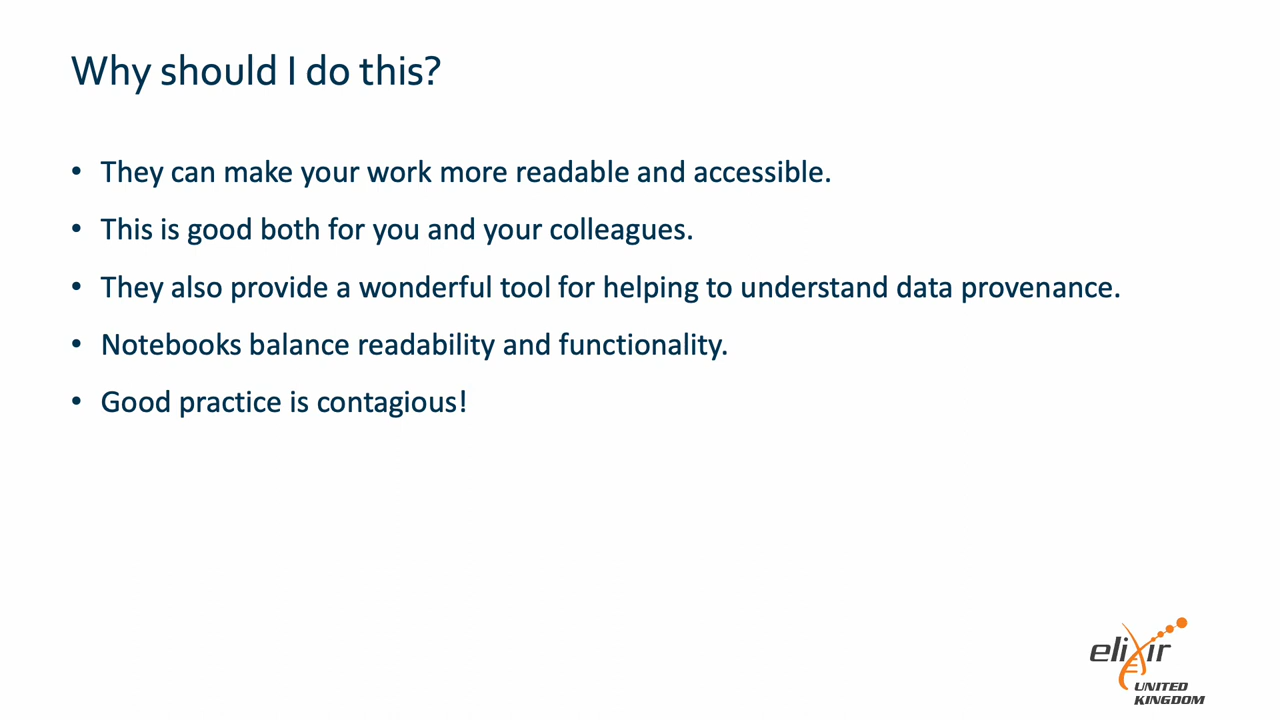 Why should I do this?
• They can make your work more readable and accessible.
• This is good both for you and your colleagues.
• They also provide a wonderful tool for helping to understand data provenance.
• Notebooks balance readability and functionality.
• Good practice is contagious!
elixir
UNITED
KINGDOM